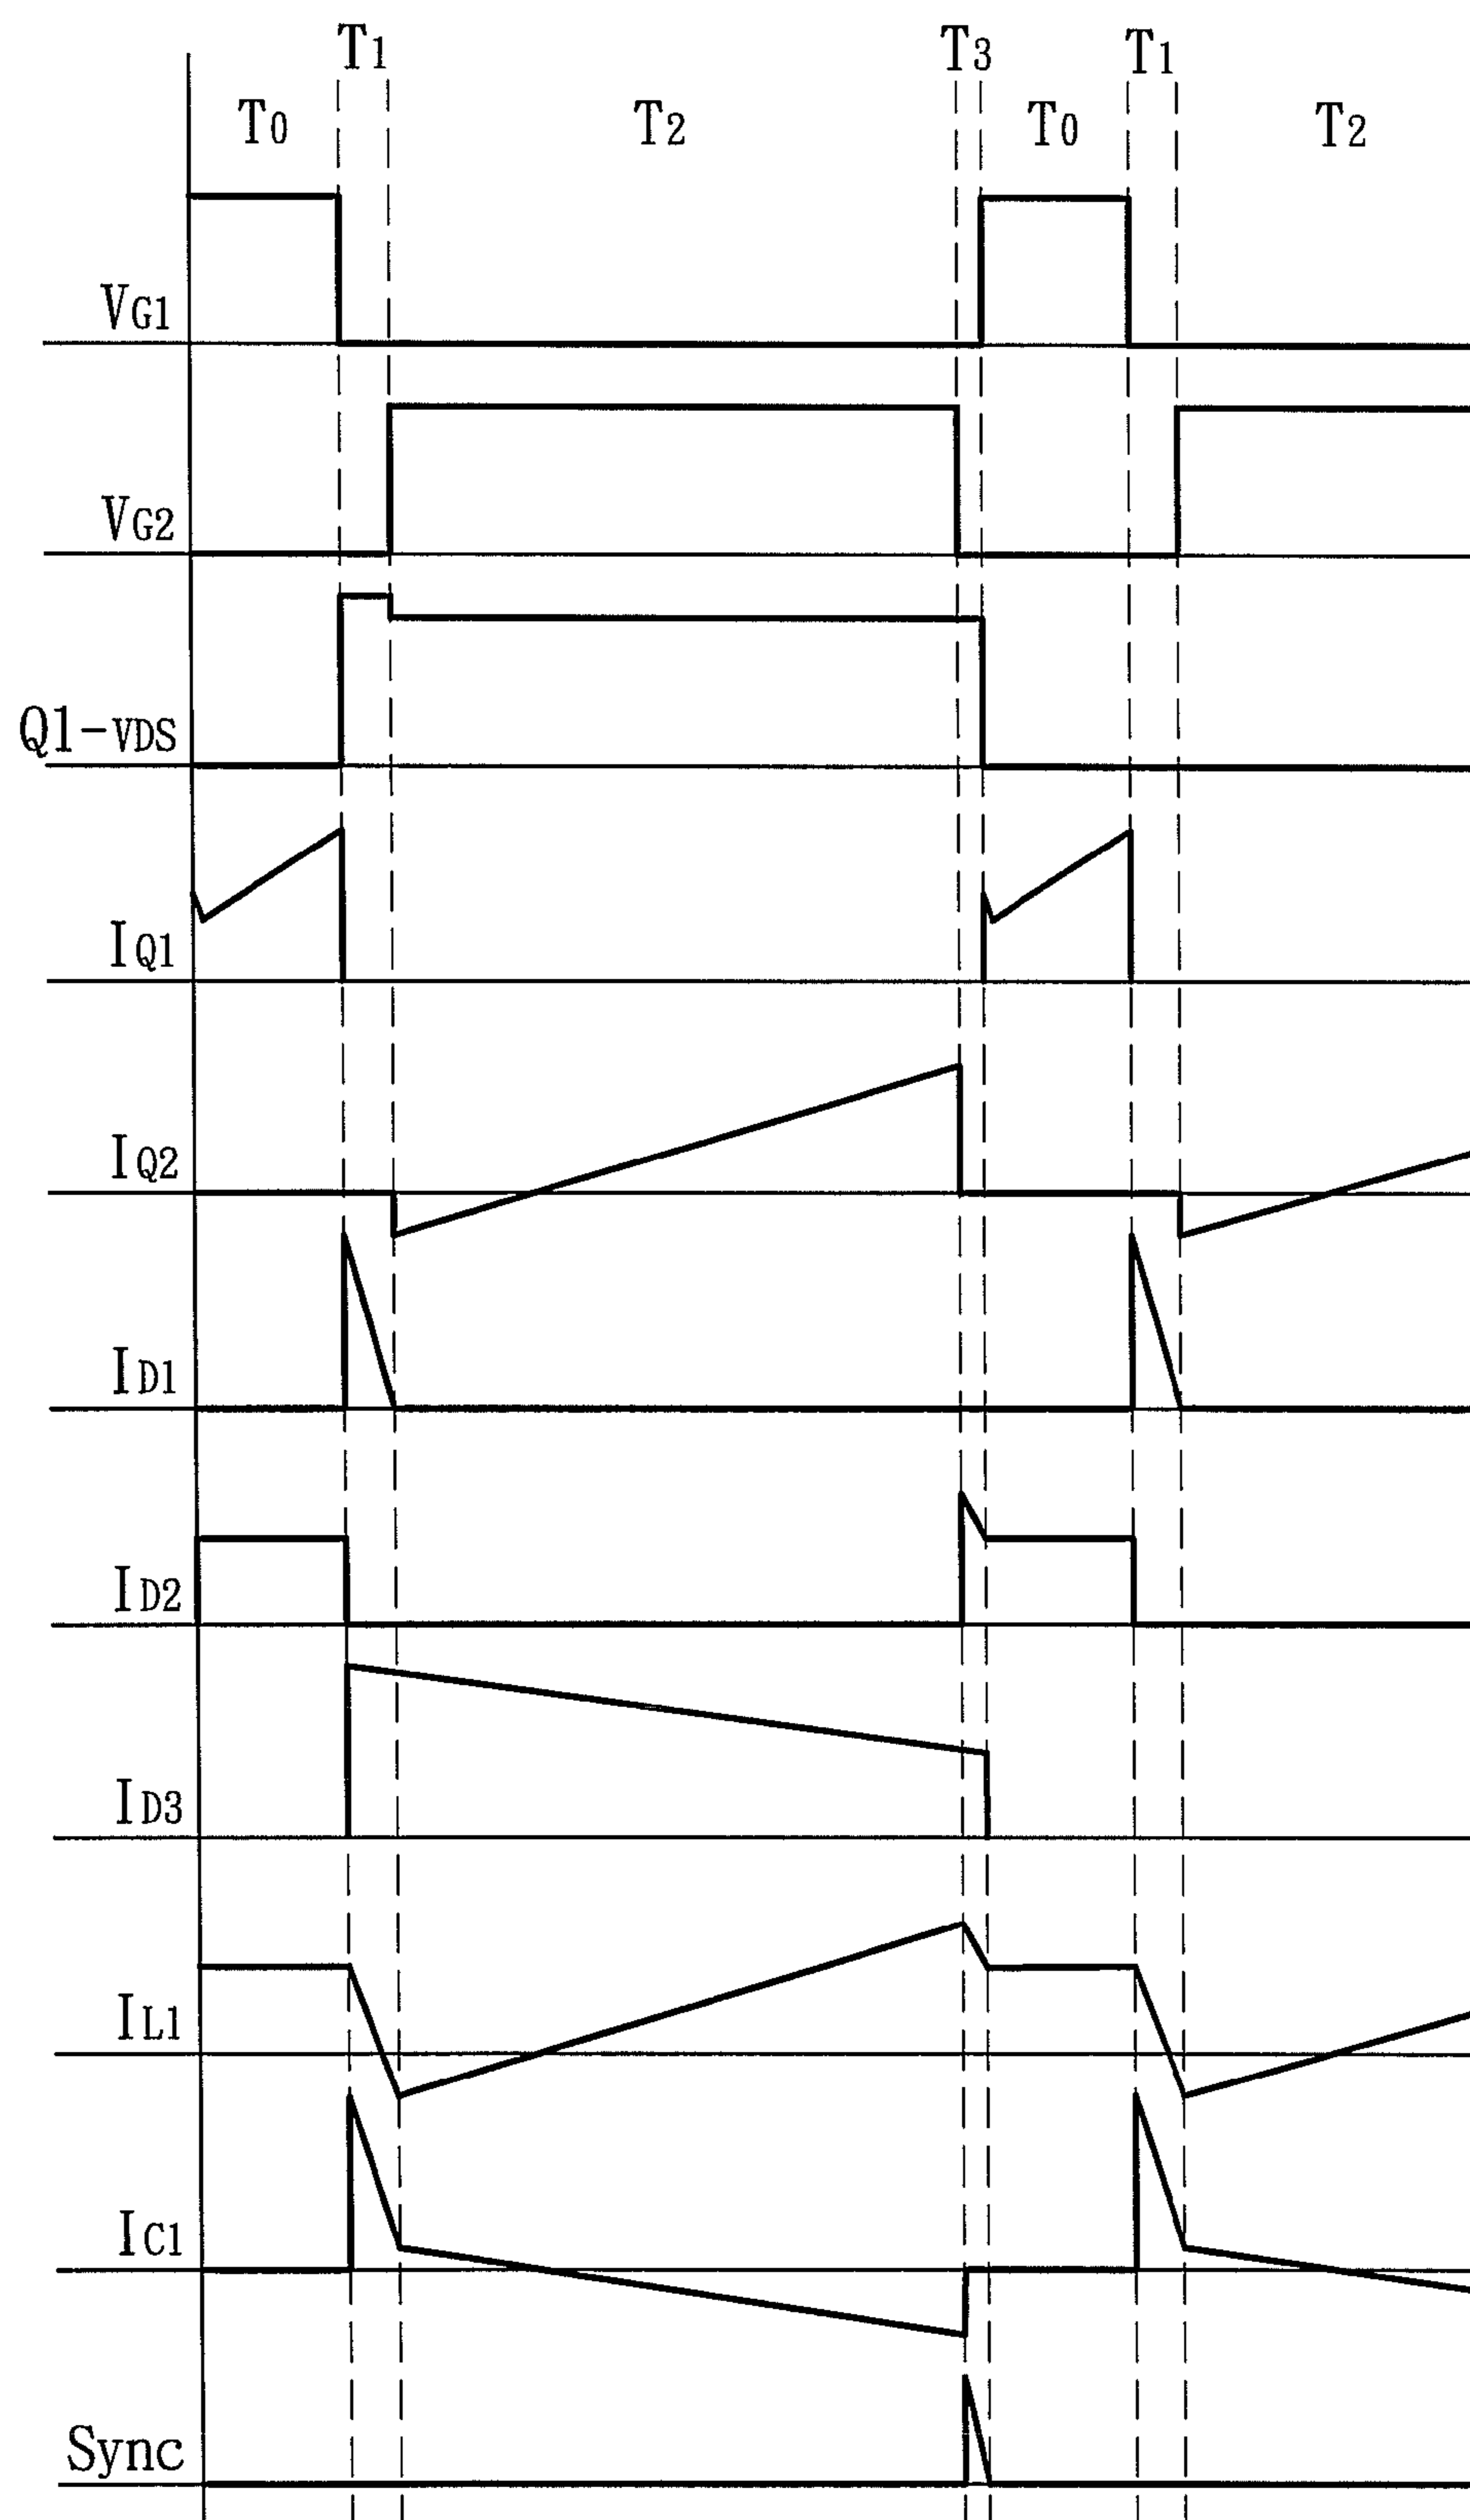 T1 T3 T1
T0 T2 T0 T2
VG1
VG2
Q1-VDS
IQ1
IQ2
ID1
ID2
ID3
IL1
IC1
Sync